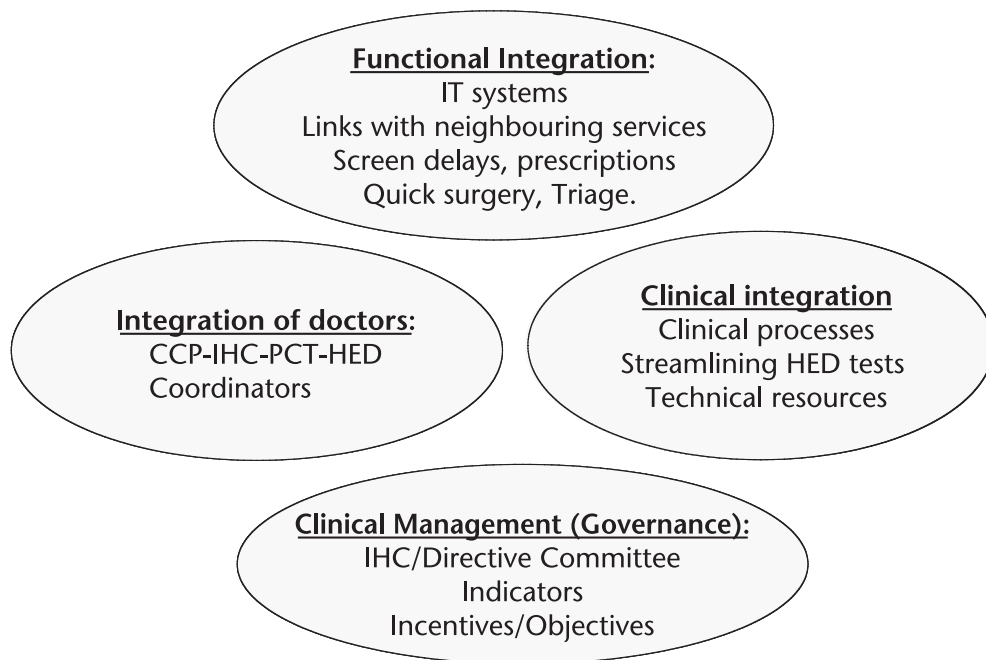 Functional Integration:
IT systems
Links with neighbouring services
Screen delays, prescriptions
Quick surgery, Triage.
Integration of doctors:
CCP-IHC-PCT-HED
Coordinators
Clinical integration
Clinical processes
Streamlining HED tests
Technical resources
Clinical Management (Governance):
IHC/Directive Committee
Indicators
Incentives/Objectives